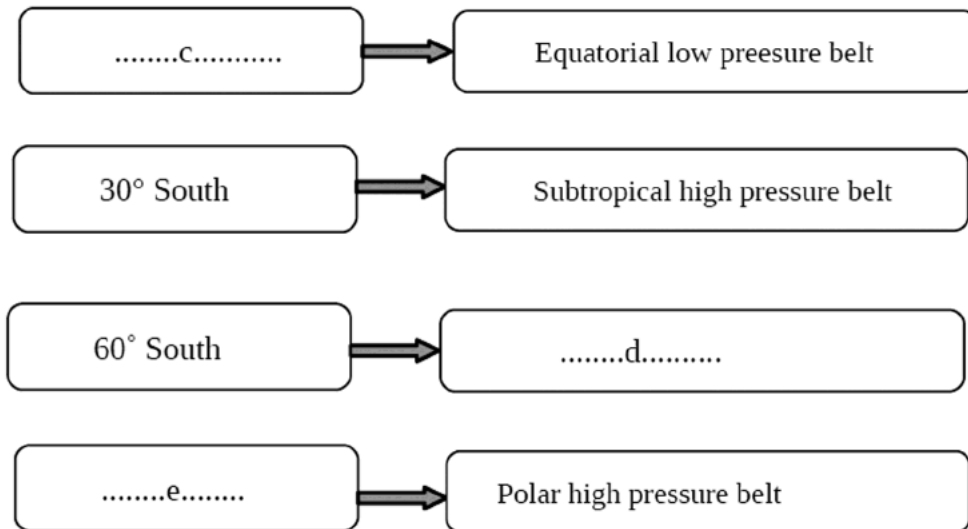 ........c........... Equatorial low preesure belt
30° South Subtropical high pressure belt
60° South ........d..........
........e........ Polar high pressure belt